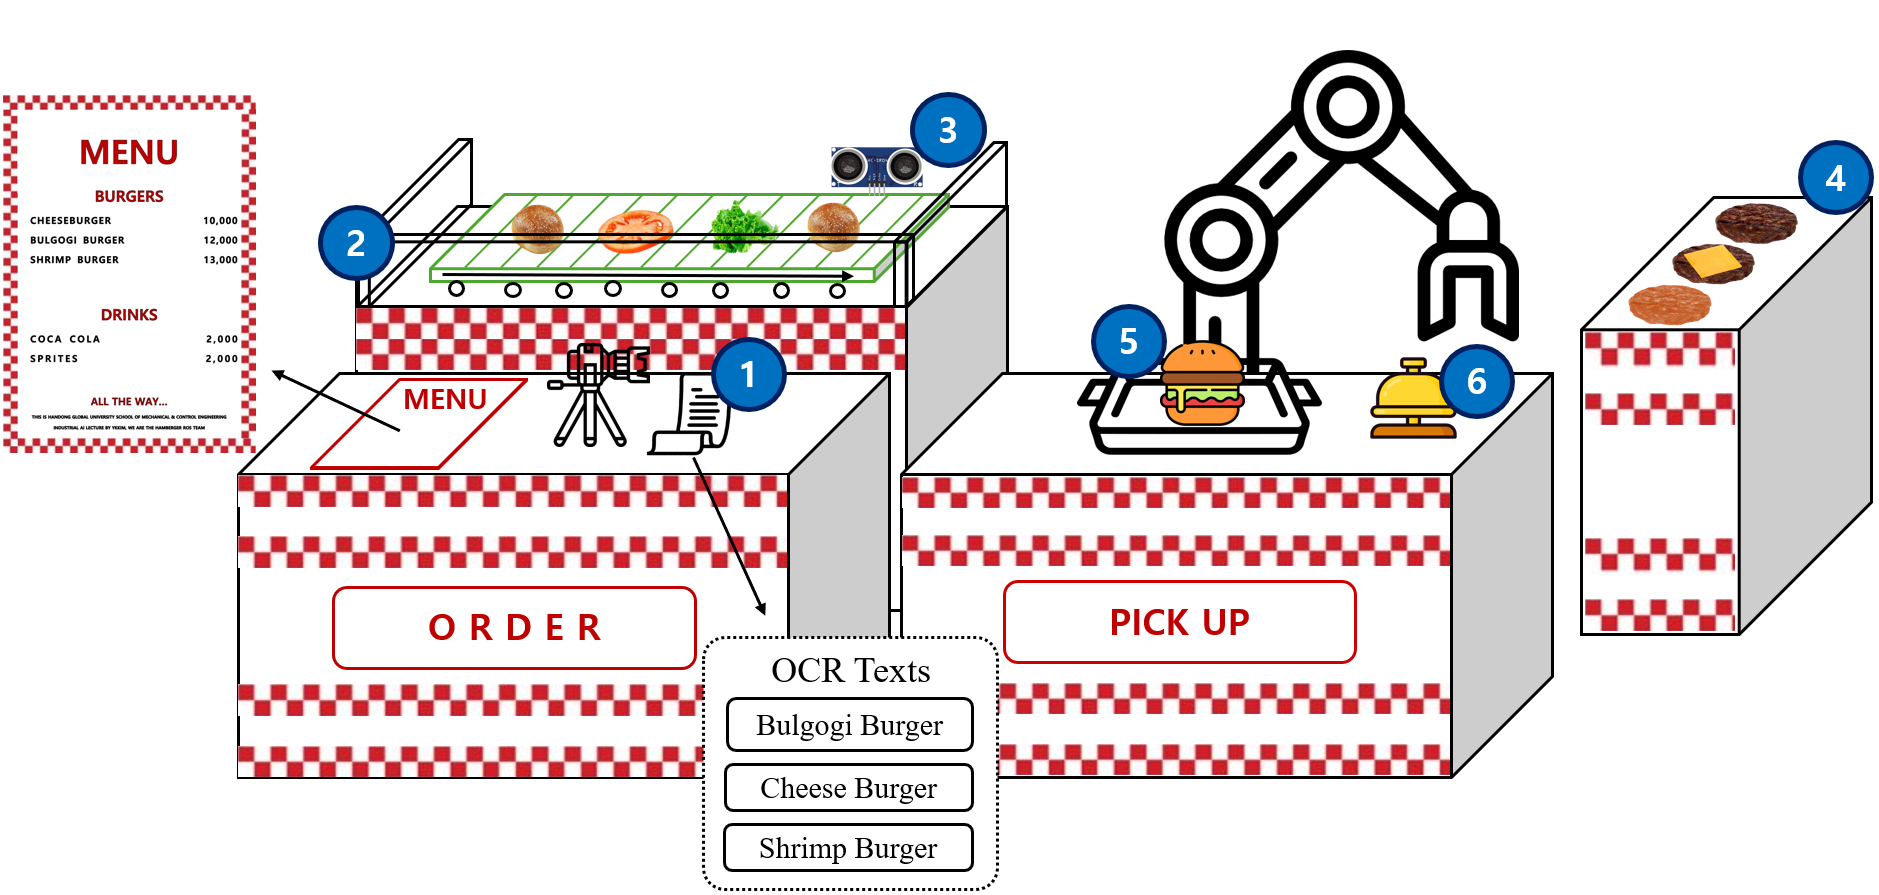 MENU
BURGERS
CHEESEBURGER 10,000
BULGOGI BURGER 12,000
SHRIMP BURGER 13,000
DRINKS
COCA COLA 2,000
SPRITES 2,000
ALL THE WAY...
THIS IS HANDONG GLOBAL UNIVERSITY SCHOOL OF MECHANICAL & CONTROL ENGINEERING
INDUSTRIAL AI LECTURE BY YKKIM, WE ARE THE HAMBERGER ROS TEAM
2
3
4
1
5
6
MENU
ORDER
PICK UP
OCR Texts
Bulgogi Burger
Cheese Burger
Shrimp Burger